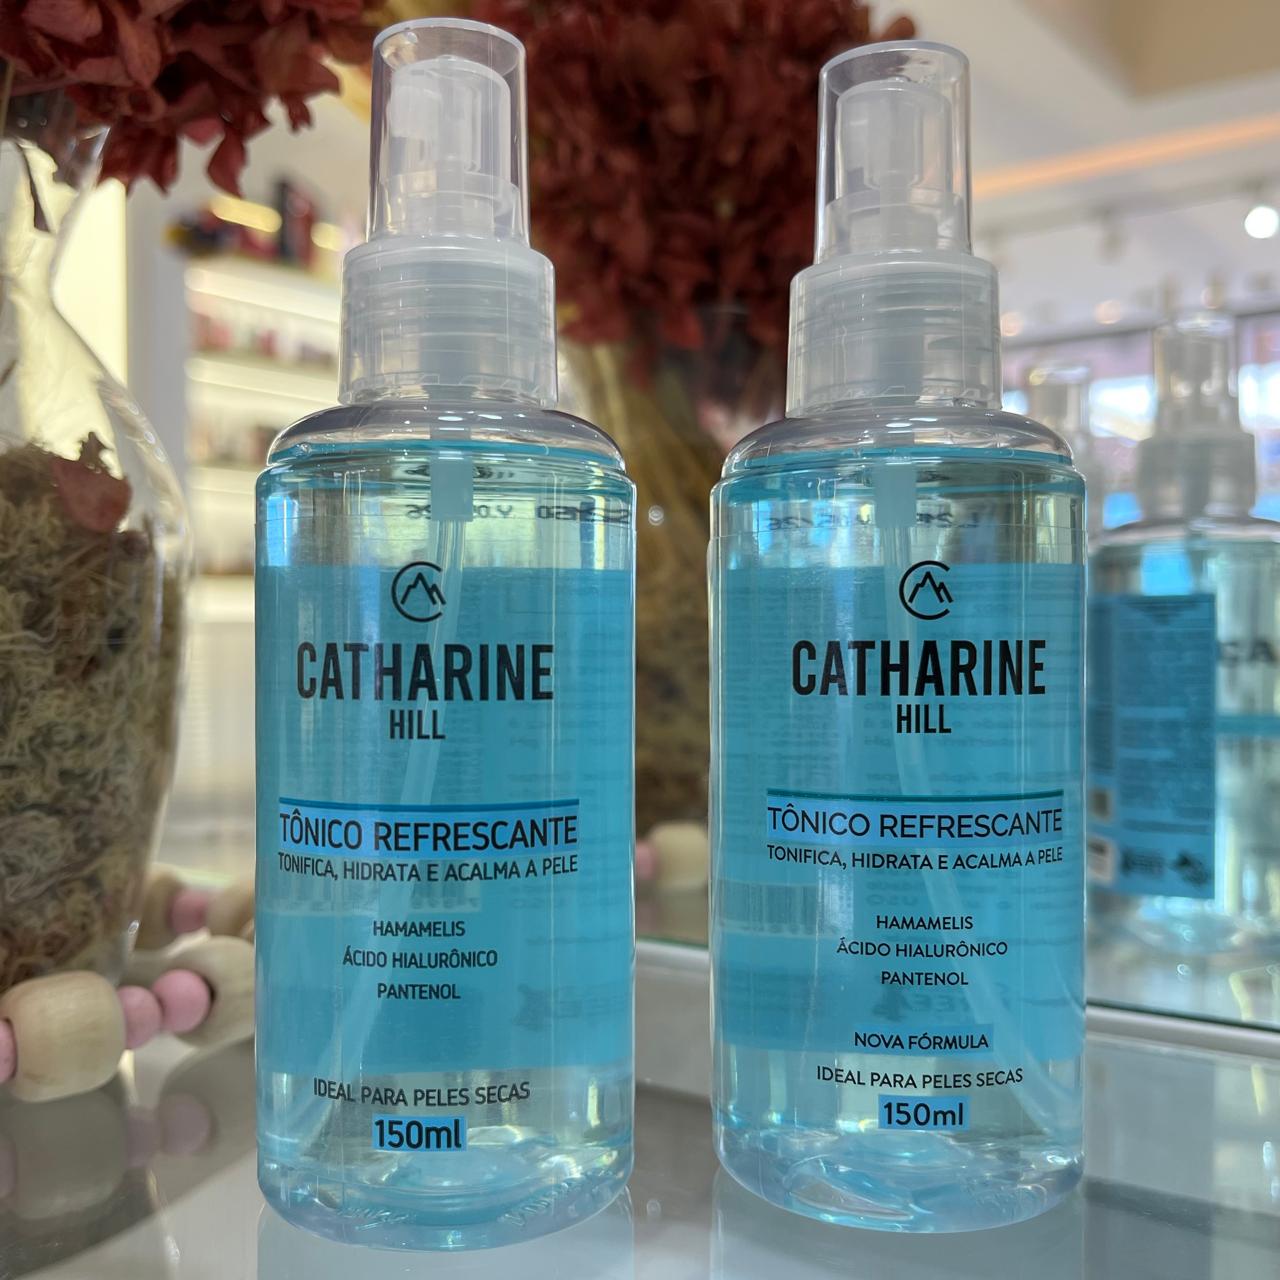 CATHARINE
HILL
TÔNICO REFRESCANTE
TONIFICA, HIDRATA E ACALMA A PELE
HAMAMELIS
ÁCIDO HIALURÔNICO
PANTENOL
IDEAL PARA PELES SECAS
150ml
CATHARINE
HILL
TÔNICO REFRESCANTE
TONIFICA, HIDRATA E ACALMA A PELE
HAMAMELIS
ÁCIDO HIALURÔNICO
PANTENOL
NOVA FÓRMULA
IDEAL PARA PELES SECAS
150ml